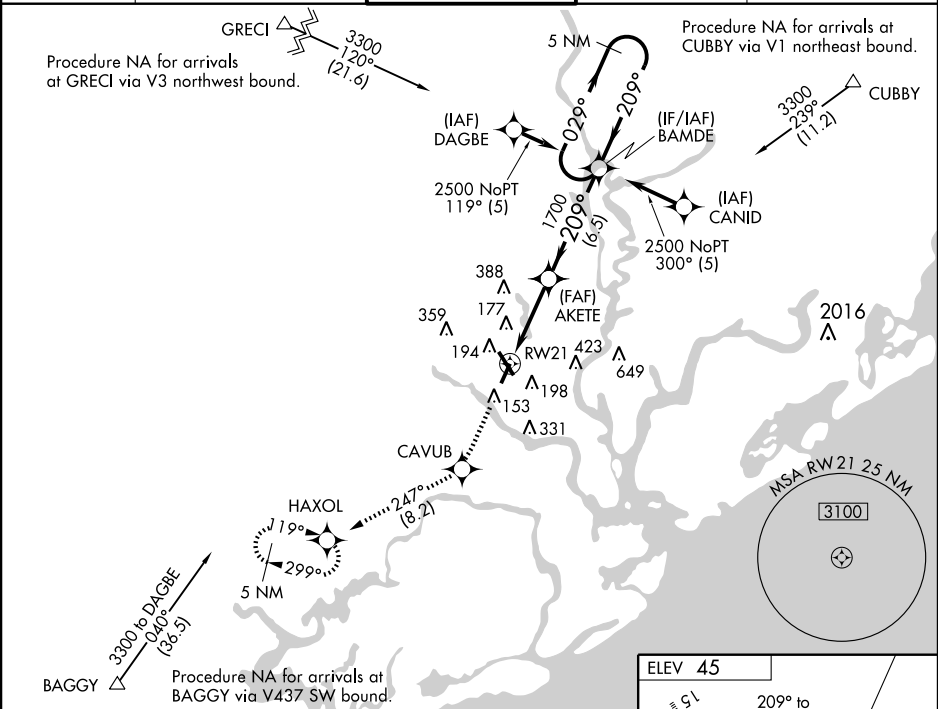 GRECI
3300
120°
(21.6)
Procedure NA for arrivals
at GRECI via V3 northwest bound.
5 NM
Procedure NA for arrivals at
CUBBY via V1 northeast bound.
3300
239°
(11.2)
CUBBY
029°
209°
(IAF)
DAGBE
(IF/IAF)
BAMDE
2500 NoPT
119° (5)
(IAF)
CANID
2500 NoPT
300° (5)
1700
209°
(6.5)
(FAF)
AKETE
388
177
359
194
RW21
423
649
2016
198
153
331
CAVUB
247°
(8.2)
HAXOL
119°
299°
5 NM
MSA RW21 25 NM
3100
3300 to DAGBE
040°
(36.5)
BAGGY
Procedure NA for arrivals at
BAGGY via V437 SW bound.
ELEV 45
15
209° to